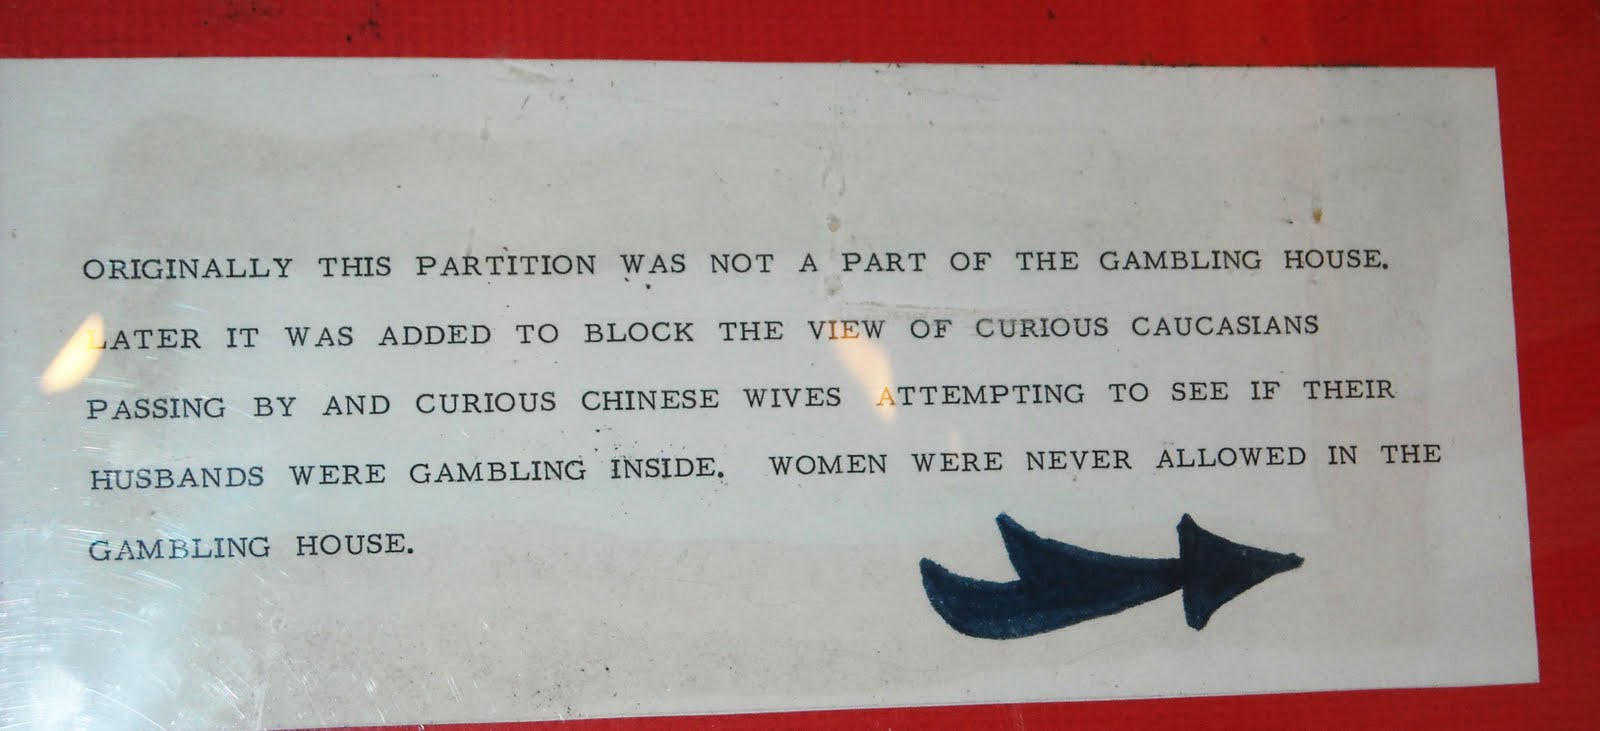 ORIGINALLY THIS PARTITION WAS NOT A PART OF THE GAMBLING HOUSE.
LATER IT WAS ADDED TO BLOCK THE VIEW OF CURIOUS CAUCASIANS
PASSING BY AND CURIOUS CHINESE WIVES ATTEMPTING TO SEE IF THEIR
HUSBANDS WERE GAMBLING INSIDE. WOMEN WERE NEVER ALLOWED IN THE
GAMBLING HOUSE.